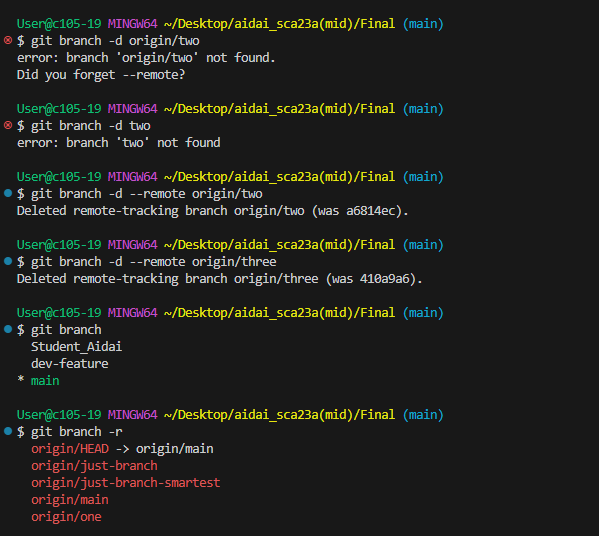 User@c105-19 MINGW64 ~/Desktop/aidai_sca23a(mid)/Final (main)
$ git branch -d origin/two
error: branch 'origin/two' not found.
Did you forget --remote?
User@c105-19 MINGW64 ~/Desktop/aidai_sca23a(mid)/Final (main)
$ git branch -d two
error: branch 'two' not found
User@c105-19 MINGW64 ~/Desktop/aidai_sca23a(mid)/Final (main)
$ git branch -d --remote origin/two
Deleted remote-tracking branch origin/two (was a6814ec).
User@c105-19 MINGW64 ~/Desktop/aidai_sca23a(mid)/Final (main)
$ git branch -d --remote origin/three
Deleted remote-tracking branch origin/three (was 410a9a6).
User@c105-19 MINGW64 ~/Desktop/aidai_sca23a(mid)/Final (main)
$ git branch
Student_Aidai
dev-feature
* main
User@c105-19 MINGW64 ~/Desktop/aidai_sca23a(mid)/Final (main)
$ git branch -r
origin/HEAD -> origin/main
origin/just-branch
origin/just-branch-smartest
origin/main
origin/one